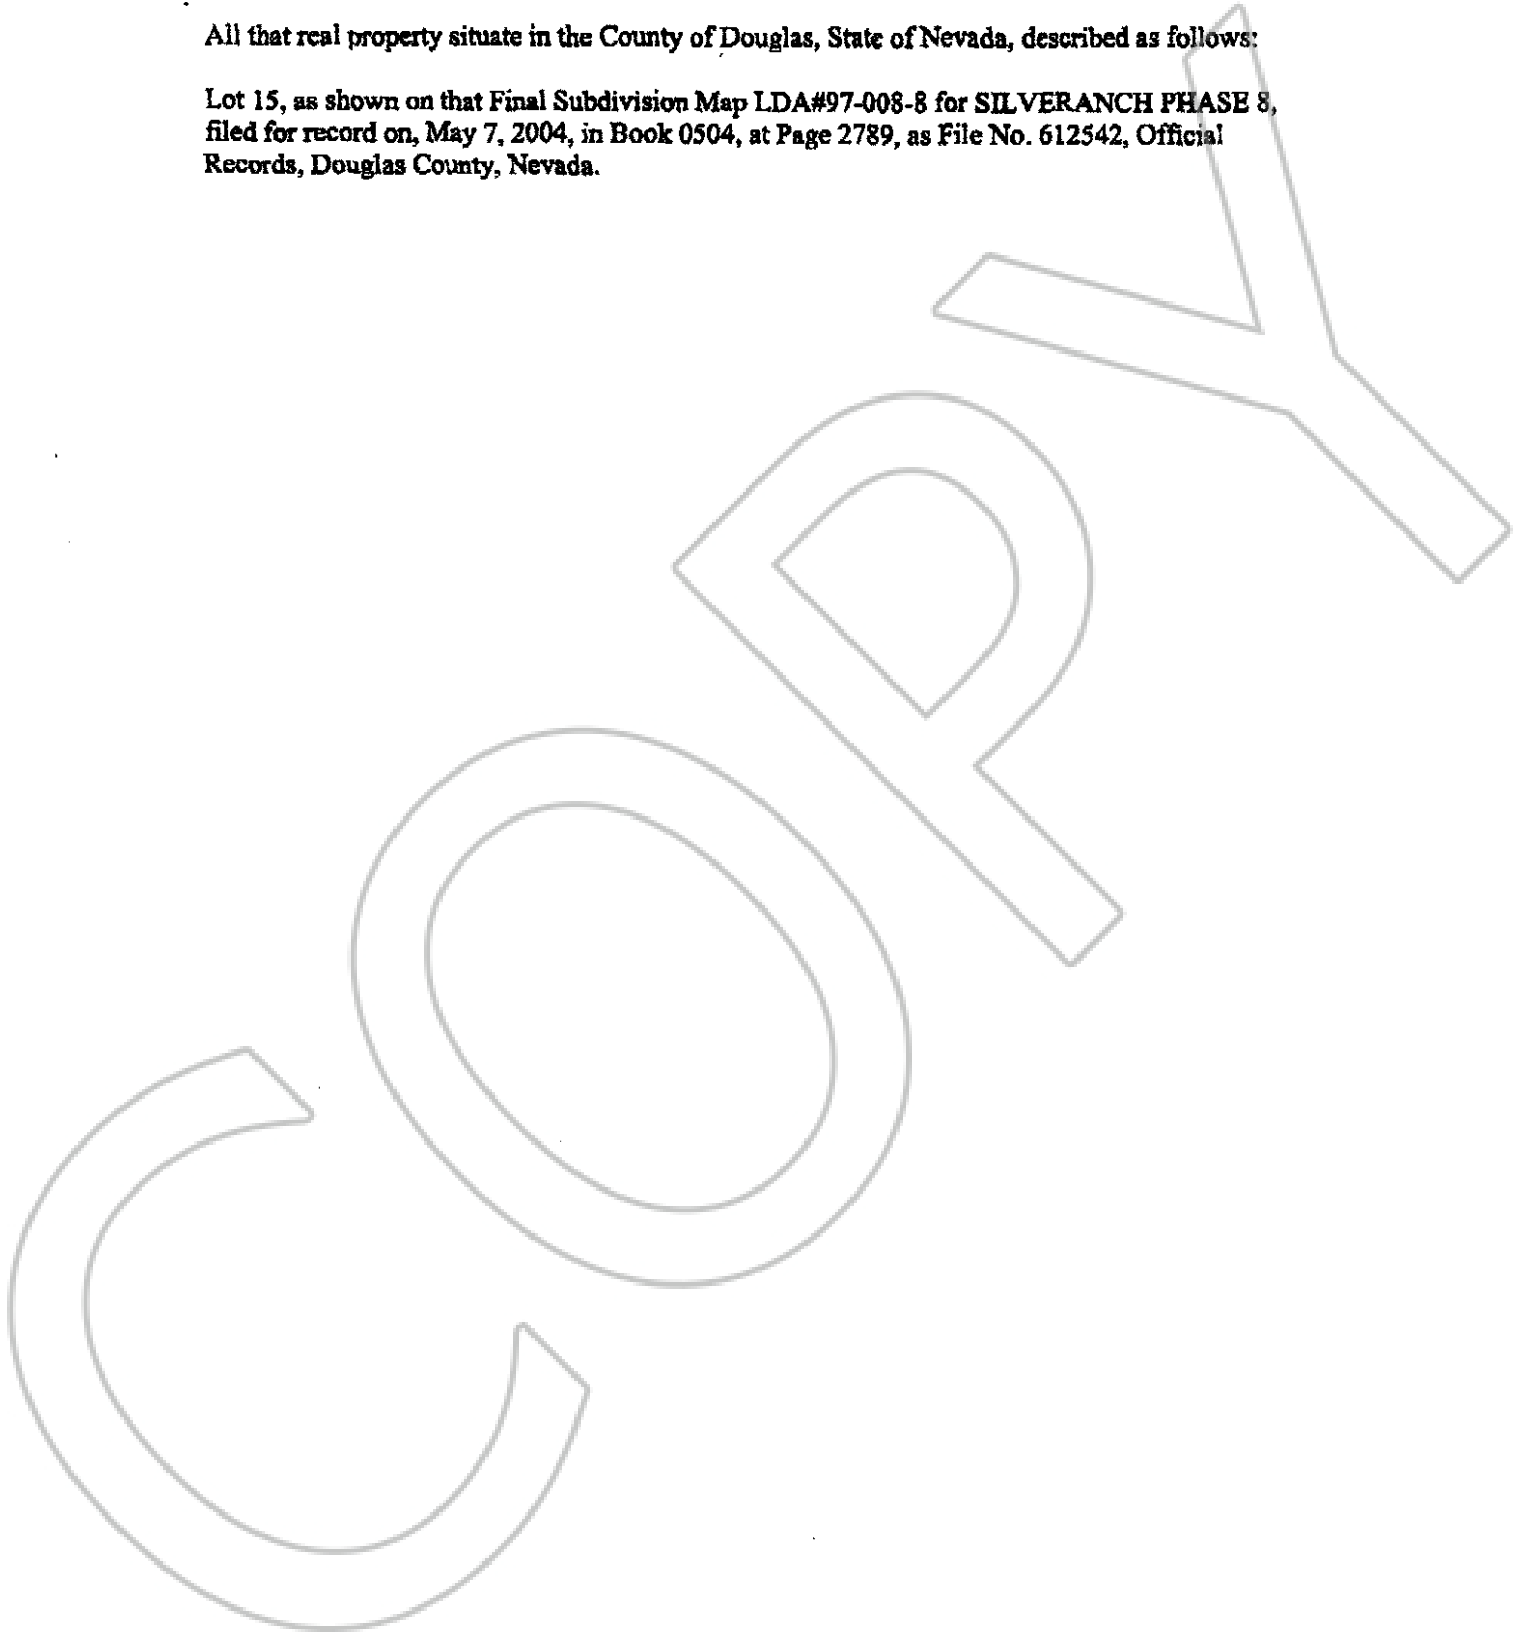 All that real property situate in the County of Douglas, State of Nevada, described as follows:
Lot 15, as shown on that Final Subdivision Map LDA#97-008-8 for SILVERANCH PHASE 8,
filed for record on, May 7, 2004, in Book 0504, at Page 2789, as File No. 612542, Official
Records, Douglas County, Nevada.
COPY